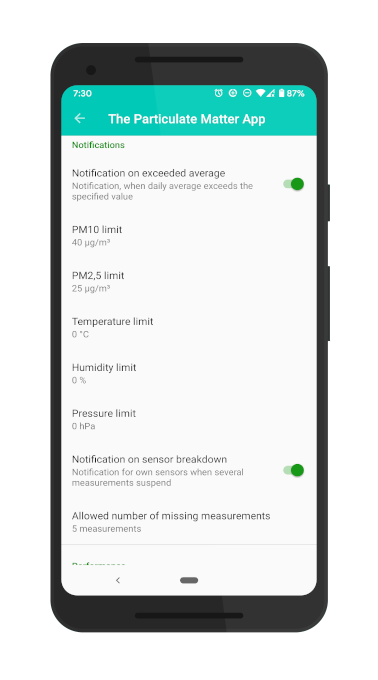 7:30 87%
The Particulate Matter App
Notifications
Notification on exceeded average
Notification, when daily average exceeds the
specified value
PM10 limit
40 µg/m³
PM2,5 limit
25 µg/m³
Temperature limit
0 °C
Humidity limit
0 %
Pressure limit
0 hPa
Notification on sensor breakdown
Notification for own sensors when several
measurements suspend
Allowed number of missing measurements
5 measurements